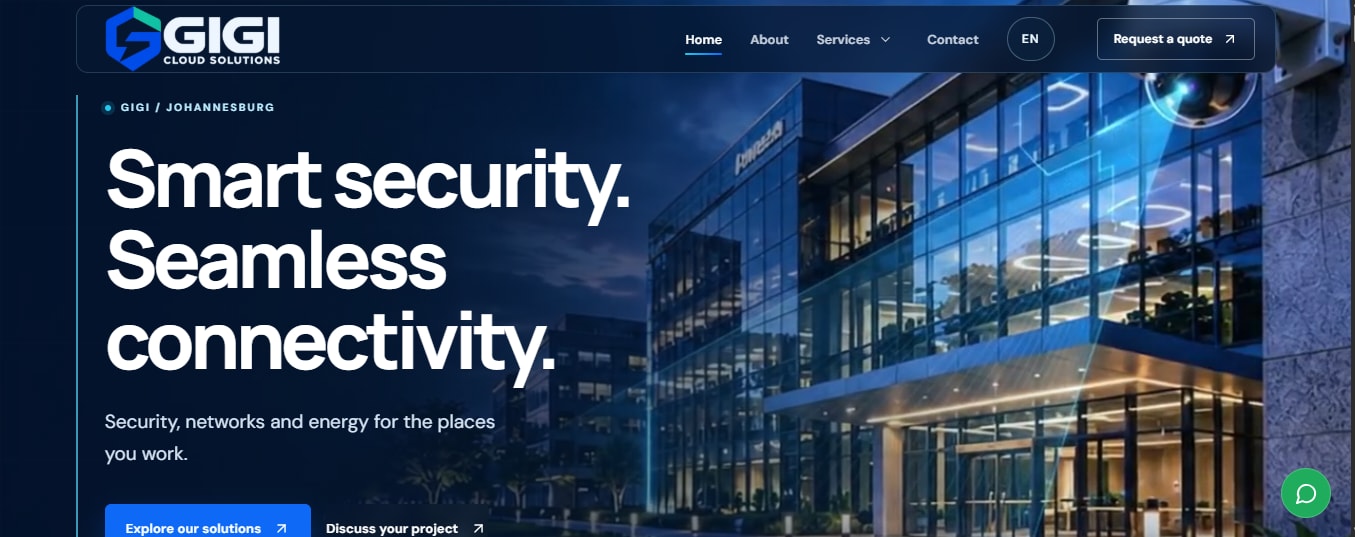 GIGI
CLOUD SOLUTIONS
Home
About
Services
Contact
EN
Request a quote
GIGI / JOHANNESBURG
Smart security.
Seamless
connectivity.
Security, networks and energy for the places
you work.
Explore our solutions
Discuss your project